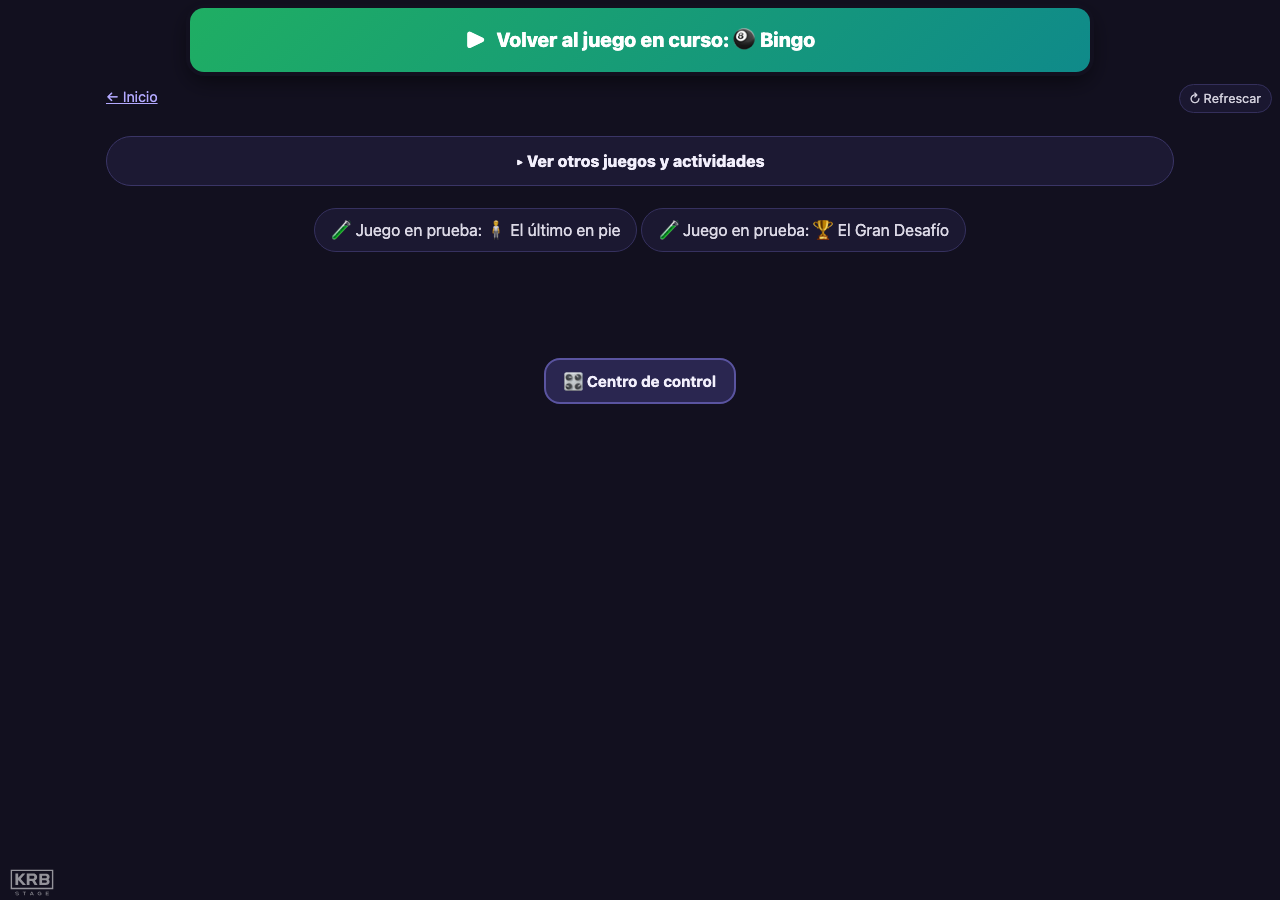 ▶ Volver al juego en curso: 🎱 Bingo
← Inicio
↻ Refrescar
▸ Ver otros juegos y actividades
🧪 Juego en prueba: 🧍 El último en pie
🧪 Juego en prueba: 🏆 El Gran Desafío
🎛️ Centro de control
KRB
STAGE